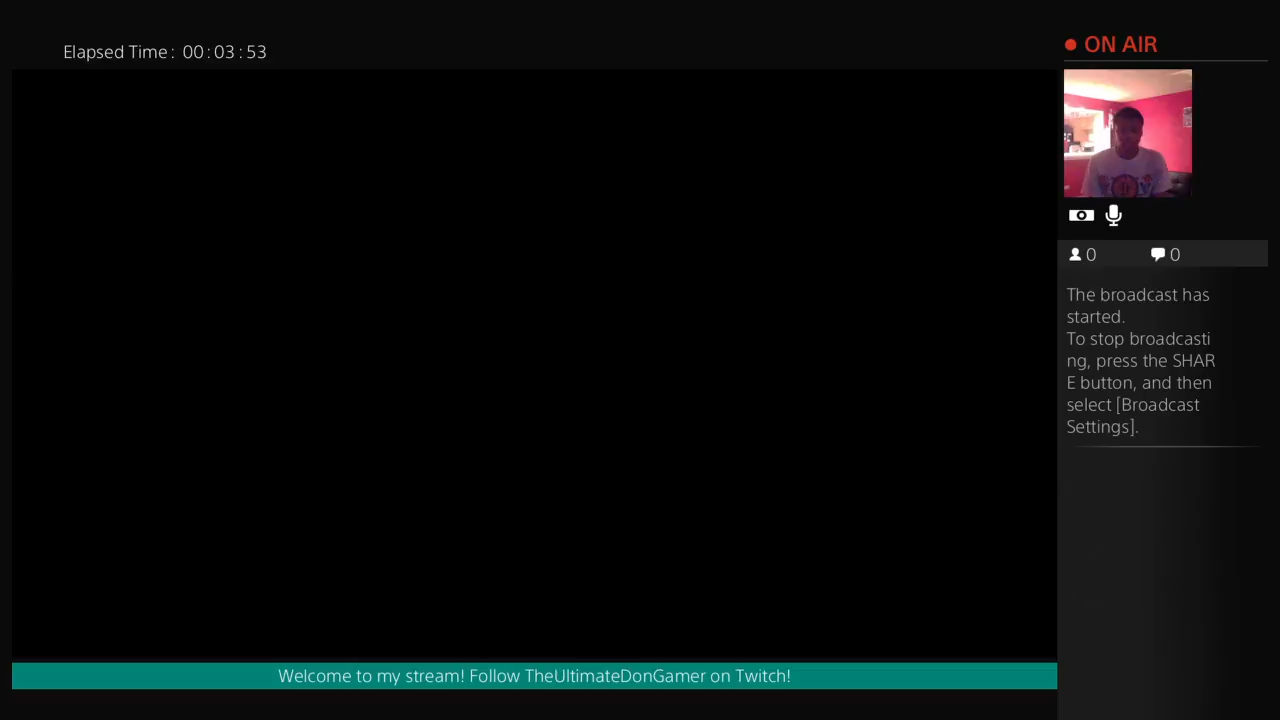 Elapsed Time: 00:03:53
ON AIR
0 0
The broadcast has
started.
To stop broadcasti
ng, press the SHAR
E button, and then
select [Broadcast
Settings].
Welcome to my stream! Follow TheUltimateDonGamer on Twitch!